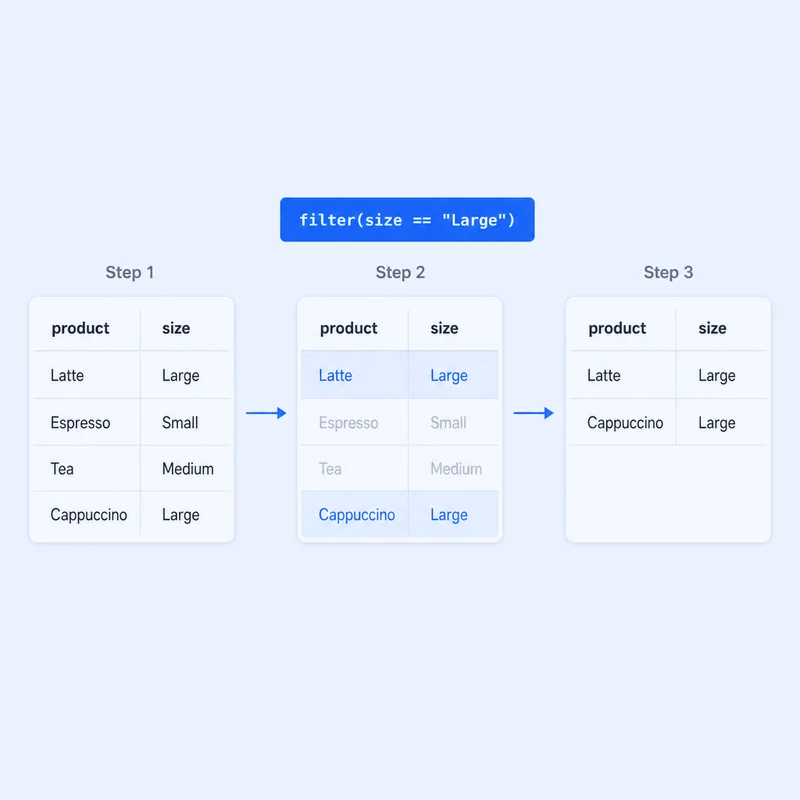 filter(size == "Large")
Step 1
product size
Latte Large
Espresso Small
Tea Medium
Cappuccino Large
Step 2
product size
Latte Large
Espresso Small
Tea Medium
Cappuccino Large
Step 3
product size
Latte Large
Cappuccino Large